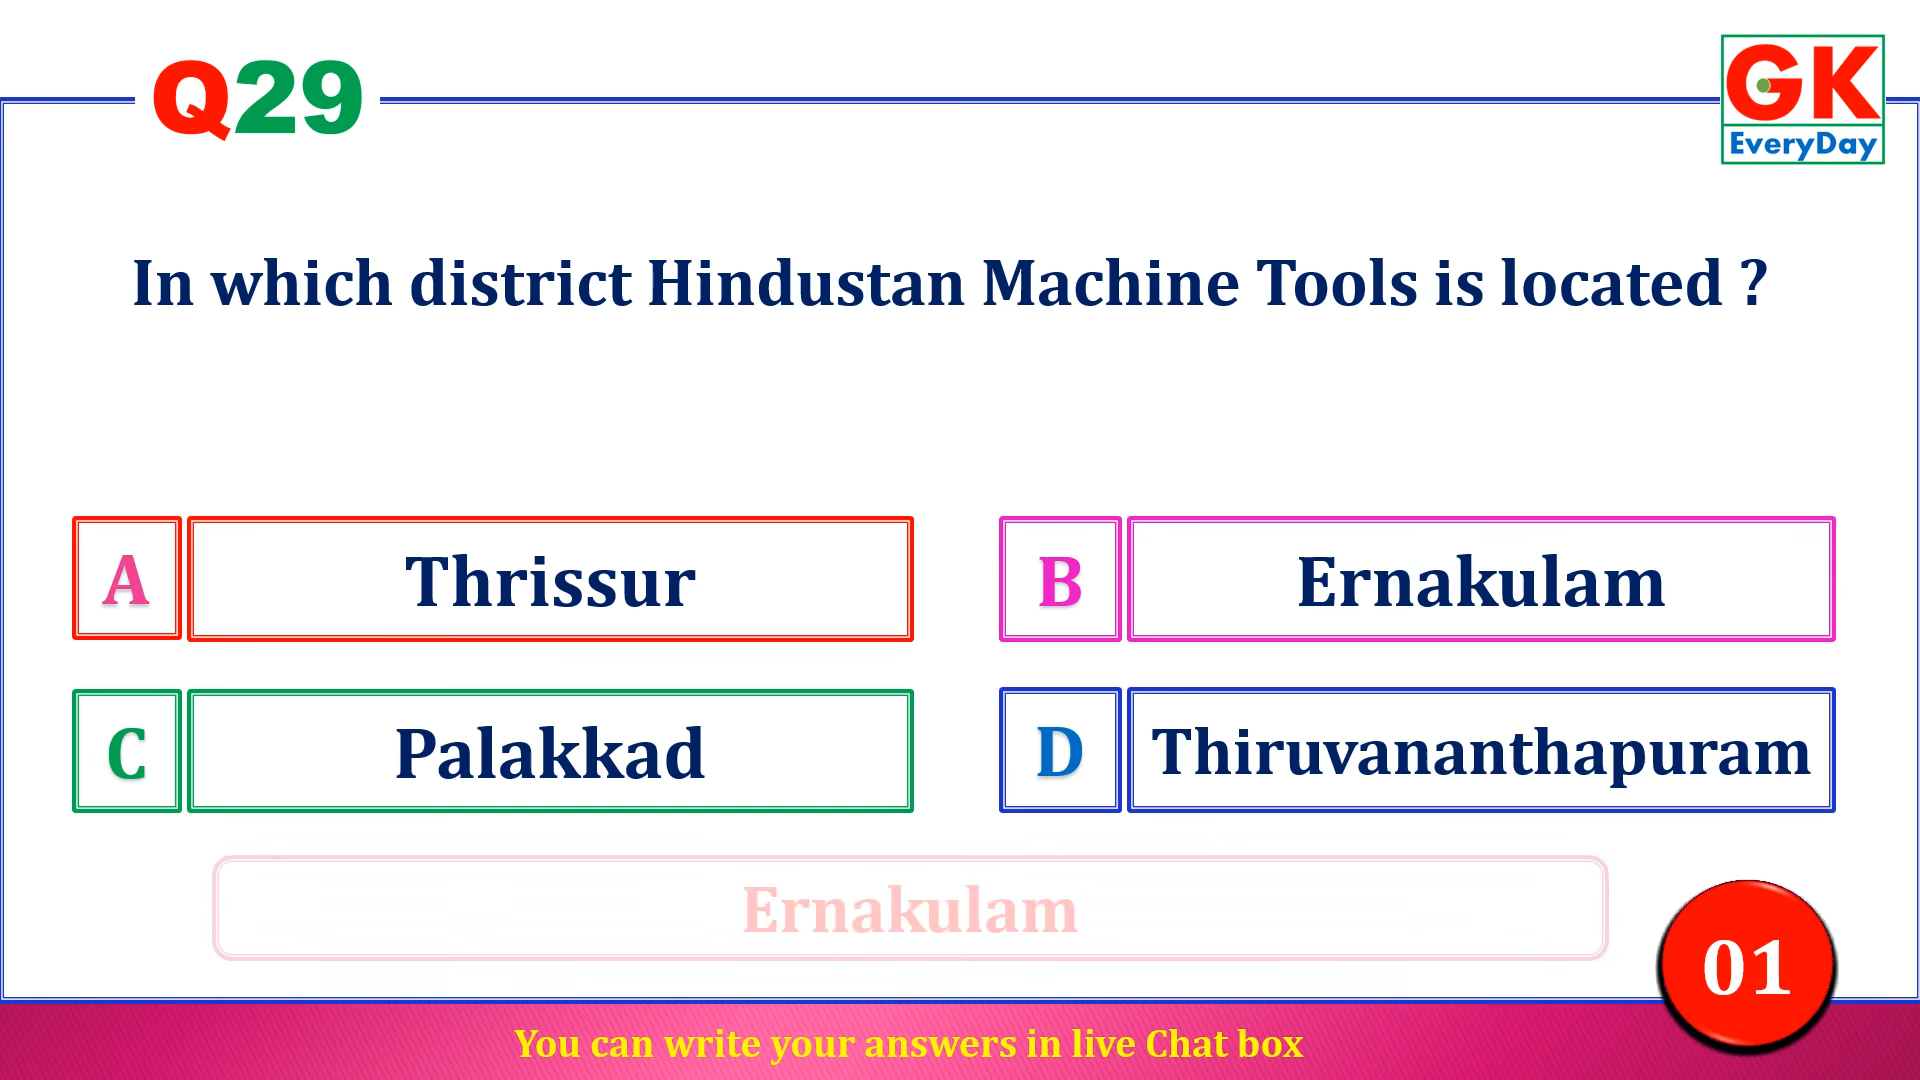 Q29
GK
EveryDay
In which district Hindustan Machine Tools is located ?
A
Thrissur
B
Ernakulam
C
Palakkad
D
Thiruvananthapuram
Ernakulam
01
You can write your answers in live Chat box